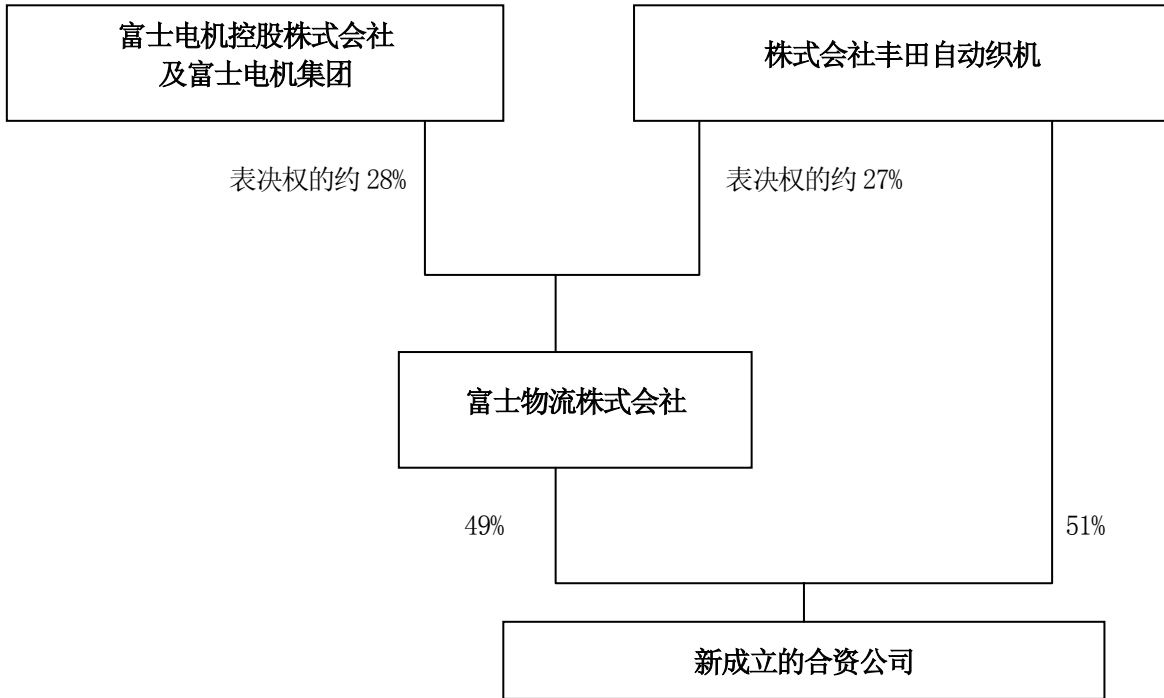 富士电机控股株式会社
及富士电机集团
株式会社丰田自动织机
表决权的约 28%
表决权的约 27%
富士物流株式会社
49%
51%
新成立的合资公司